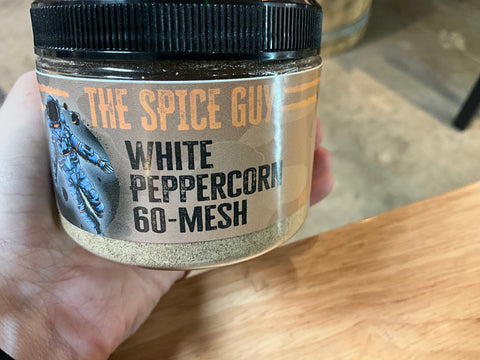 THE SPICE GUY
WHITE
PEPPERCORN
60-MESH